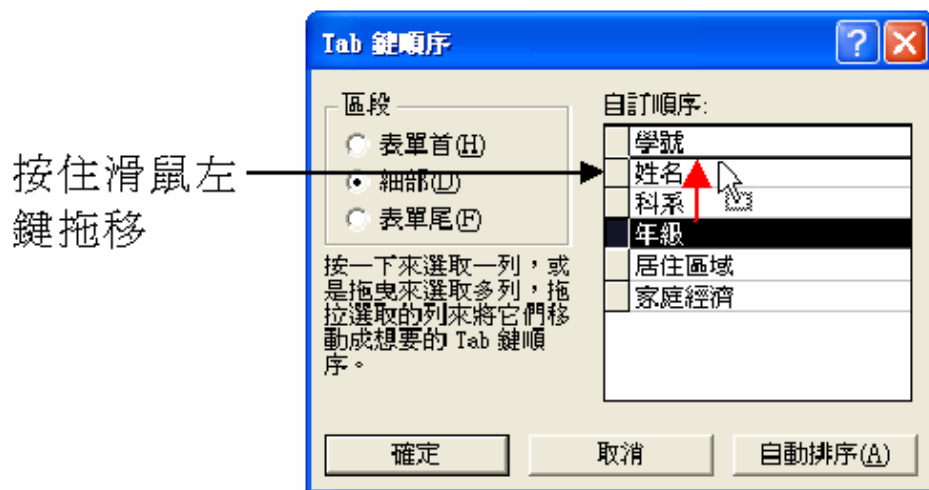 Tab 鍵順序
區段
表單首(H)
細部(D)
表單尾(F)
按一下來選取一列，或
是拖曳來選取多列，拖
拉選取的列來將它們移
動成想要的 Tab 鍵順
序。
自訂順序:
學號
姓名
科系
年級
居住區域
家庭經濟
按住滑鼠左
鍵拖移
確定
取消
自動排序(A)